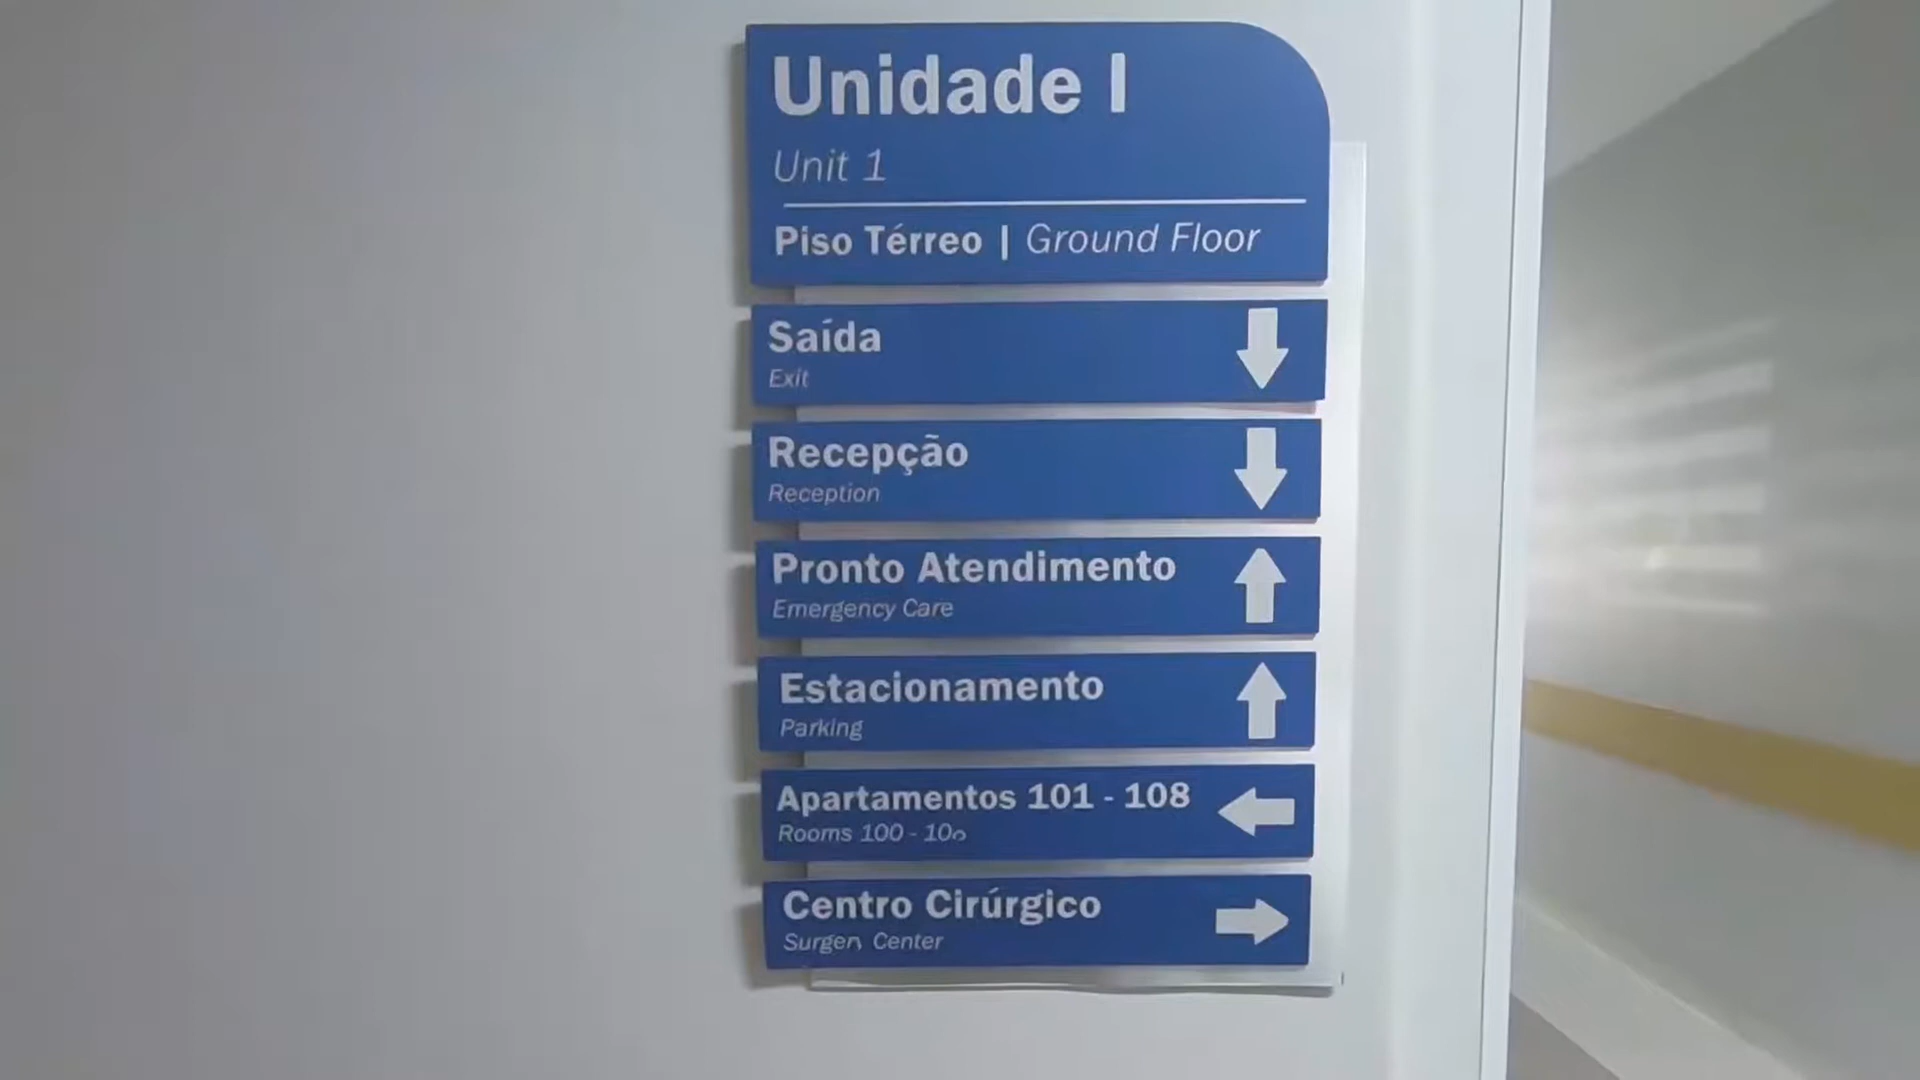 Unidade I
Unit 1
Piso Térreo | Ground Floor
Saída
Exit
Recepção
Reception
Pronto Atendimento
Emergency Care
Estacionamento
Parking
Apartamentos 101 - 108
Rooms 100 -
Centro Cirúrgico
Center